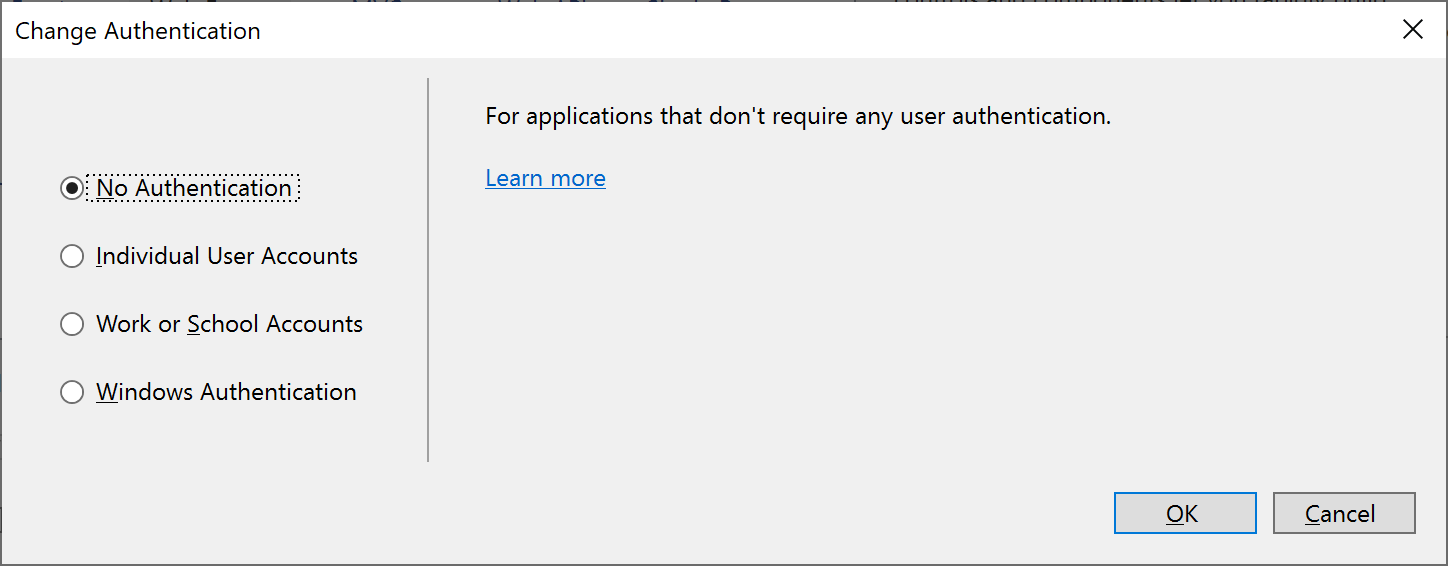 Change Authentication
No Authentication
Individual User Accounts
Work or School Accounts
Windows Authentication
For applications that don't require any user authentication.
Learn more
OK
Cancel